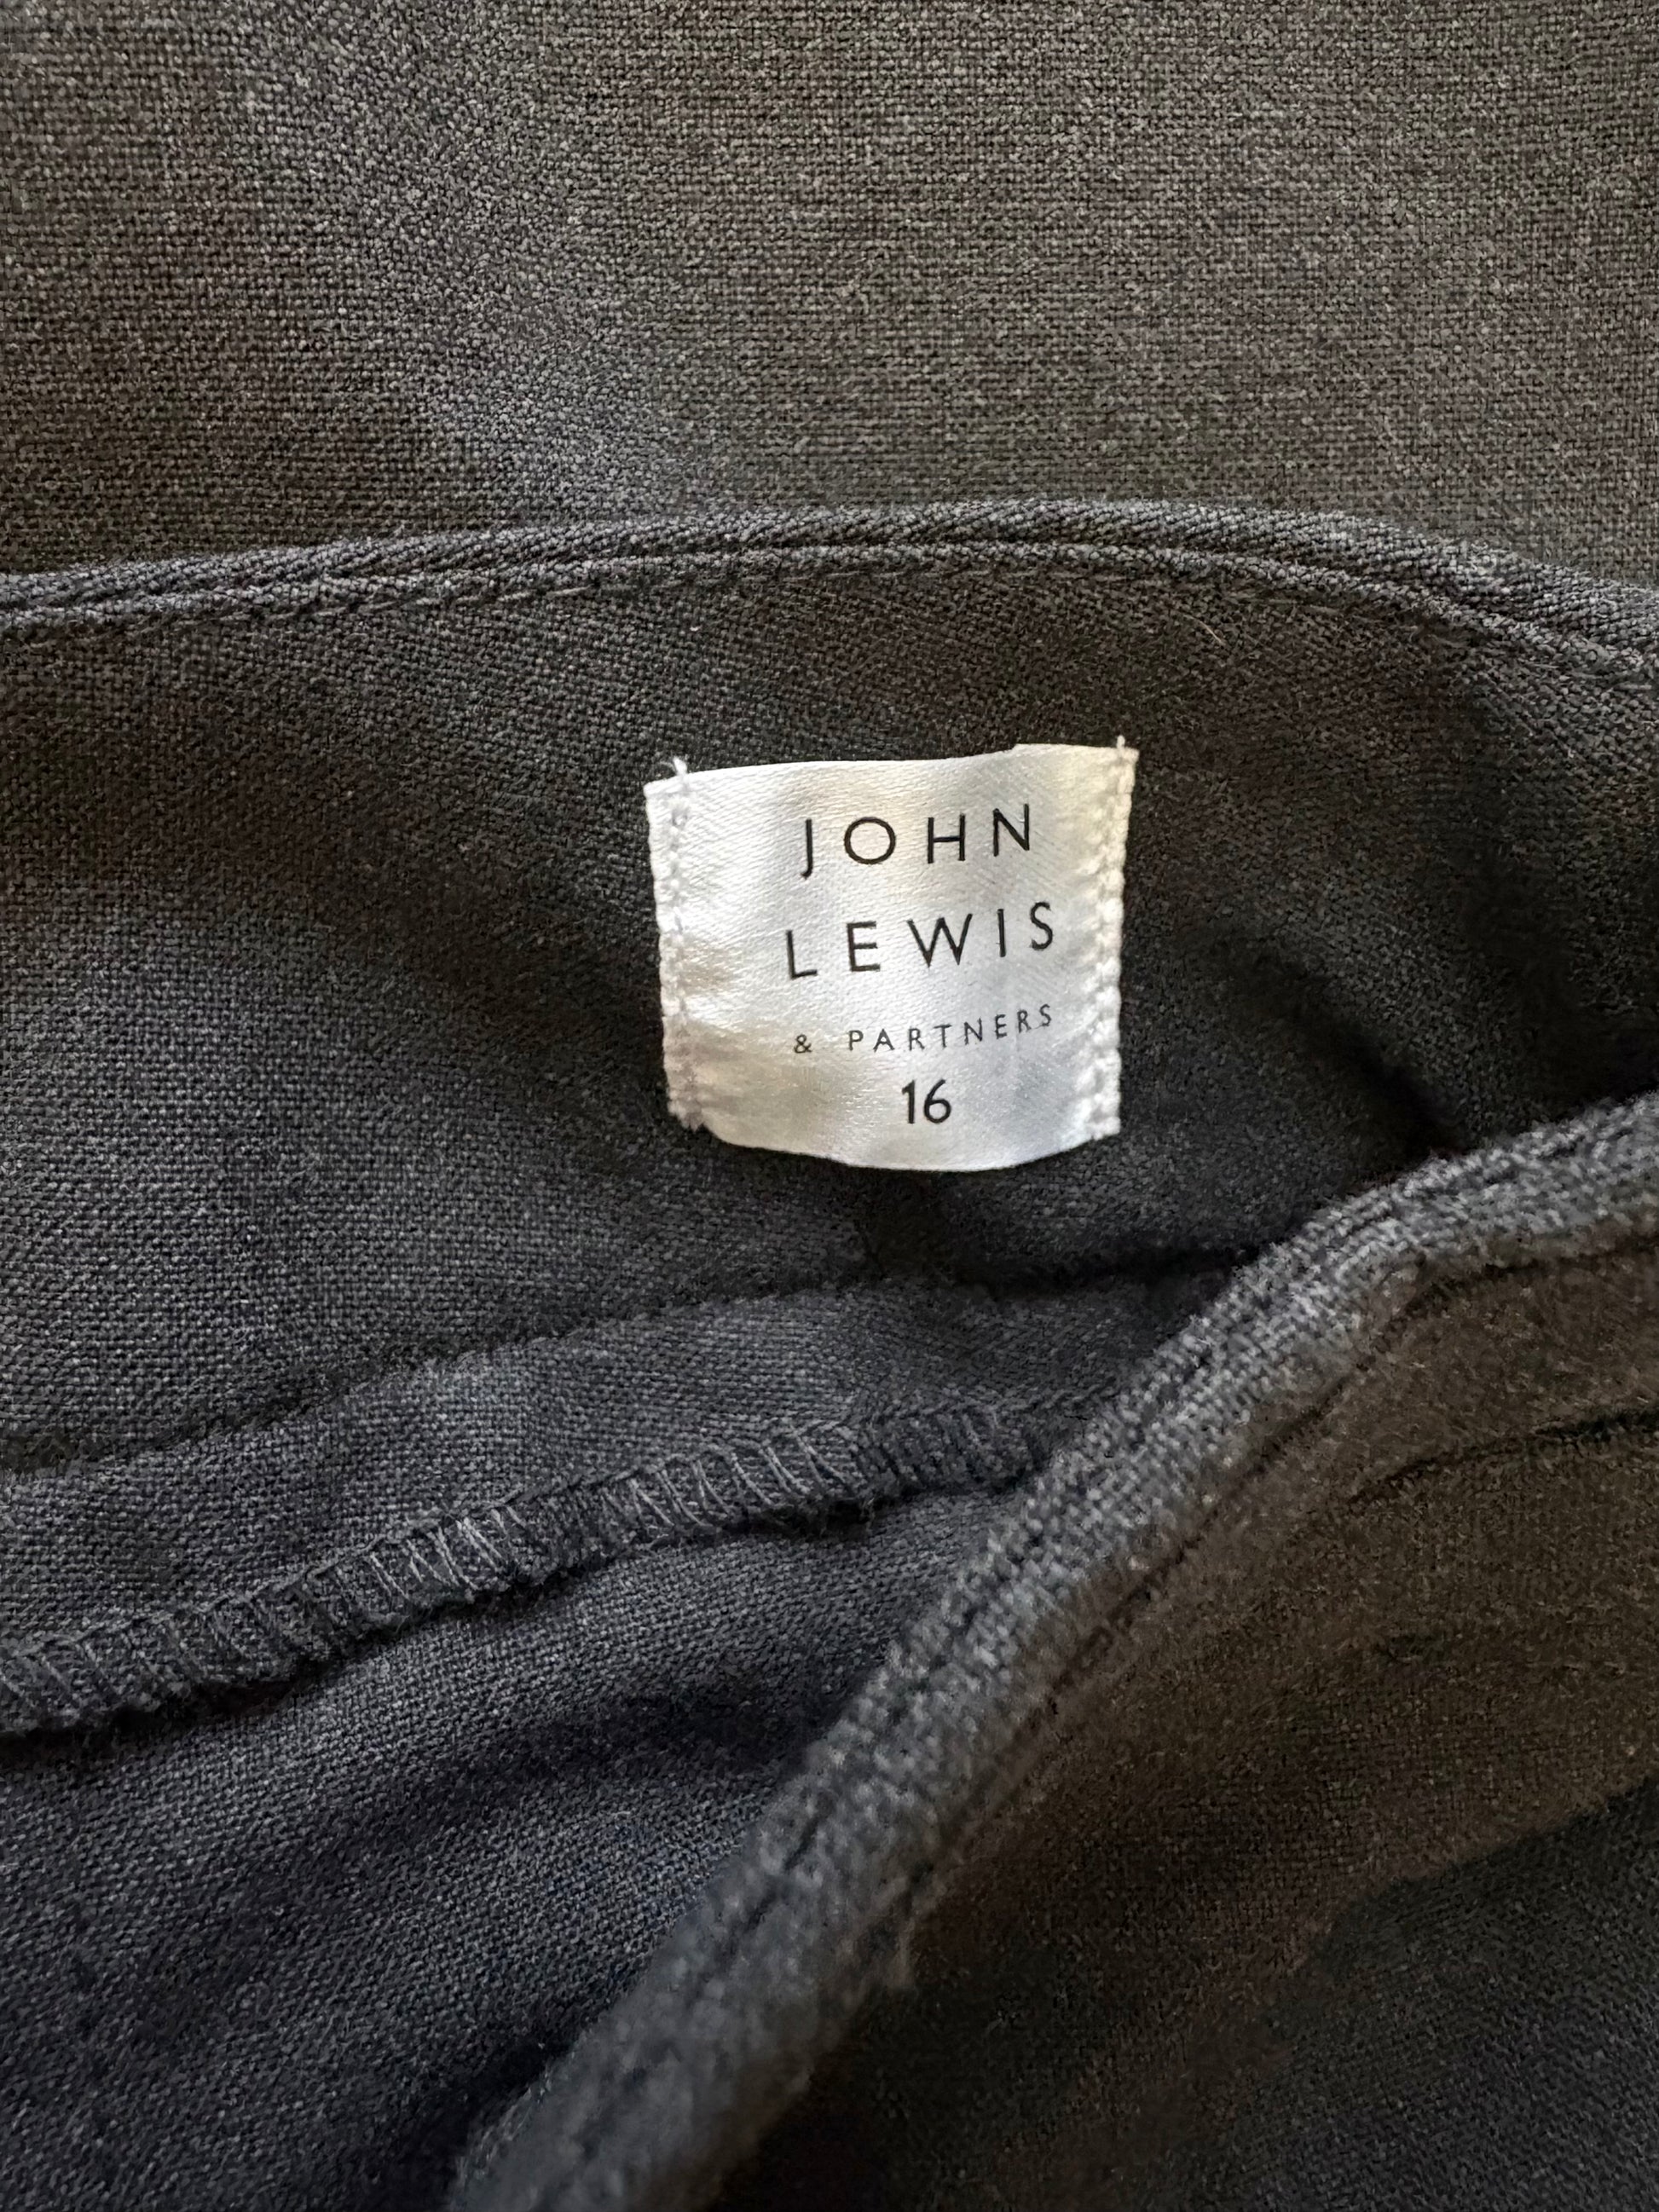 JOHN
LEWIS
& PARTNERS
16